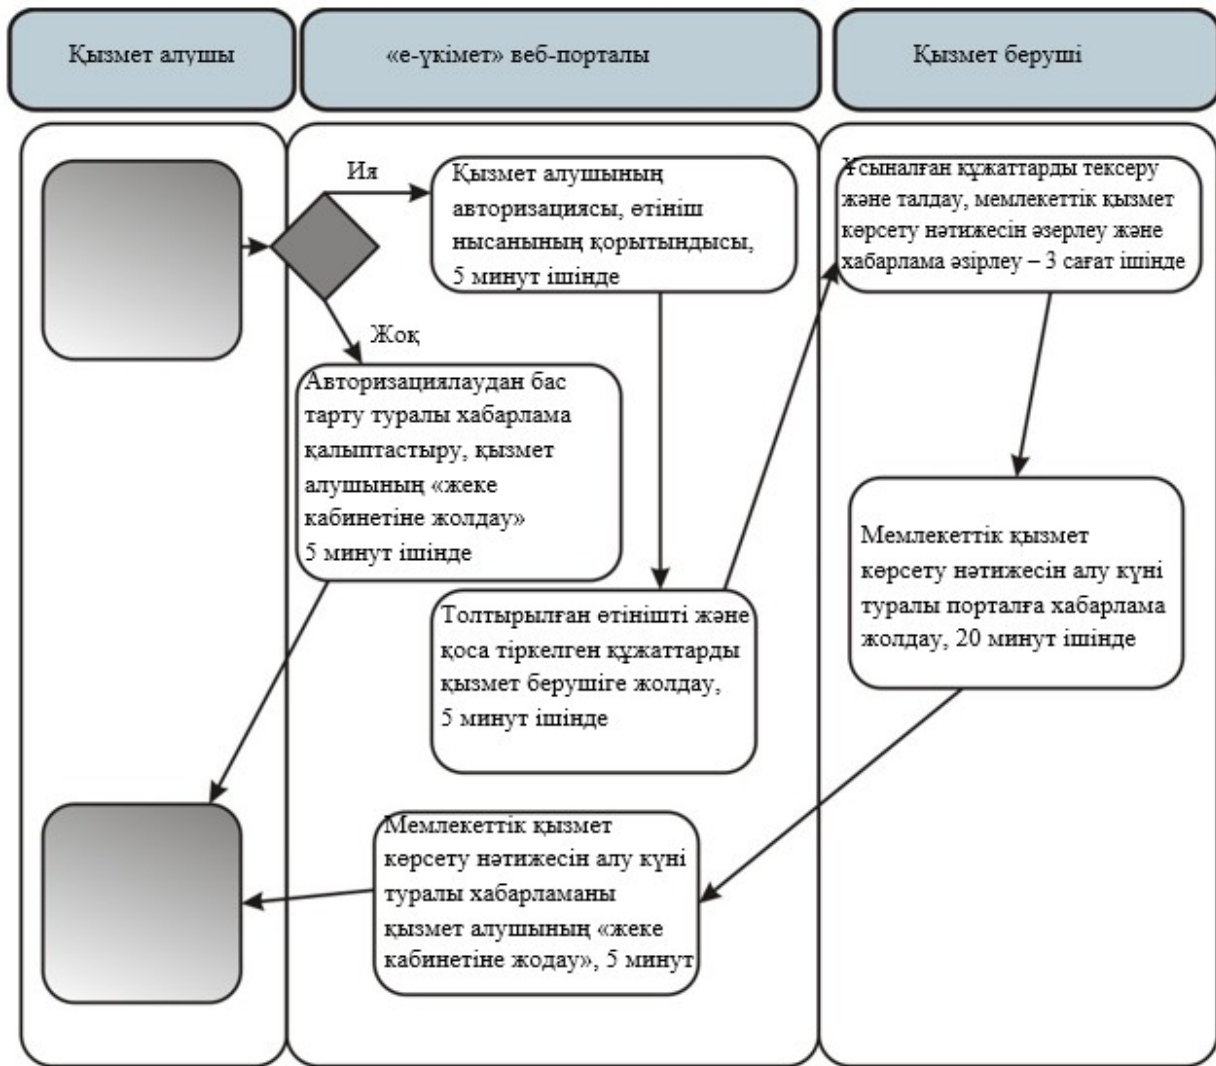 Қызмет алушы
«е-үкімет» веб-порталы
Қызмет беруші
Ия
Қызмет алушының
авторизациясы, өтініш
нысанының қорытындысы,
5 минут ішінде
Ұсыналған құжаттарды тексеру
және талдау, мемлекеттік қызмет
көрсету нәтижесін әзерлеу және
хабарлама әзірлеу – 3 сағат ішінде
Жоқ
Авторизациялаудан бас
тарту туралы хабарлама
қалыптастыру, қызмет
алушының «жеке
кабинетіне жолдау»
5 минут ішінде
Мемлекеттік қызмет
көрсету нәтижесін алу күні
туралы порталға хабарлама
жолдау, 20 минут ішінде
Толтырылған өтінішті және
қоса тіркелген құжаттарды
қызмет берушіге жолдау,
5 минут ішінде
Мемлекеттік қызмет
көрсету нәтижесін алу күні
туралы хабарламаны
қызмет алушының «жеке
кабинетіне жодау», 5 минут